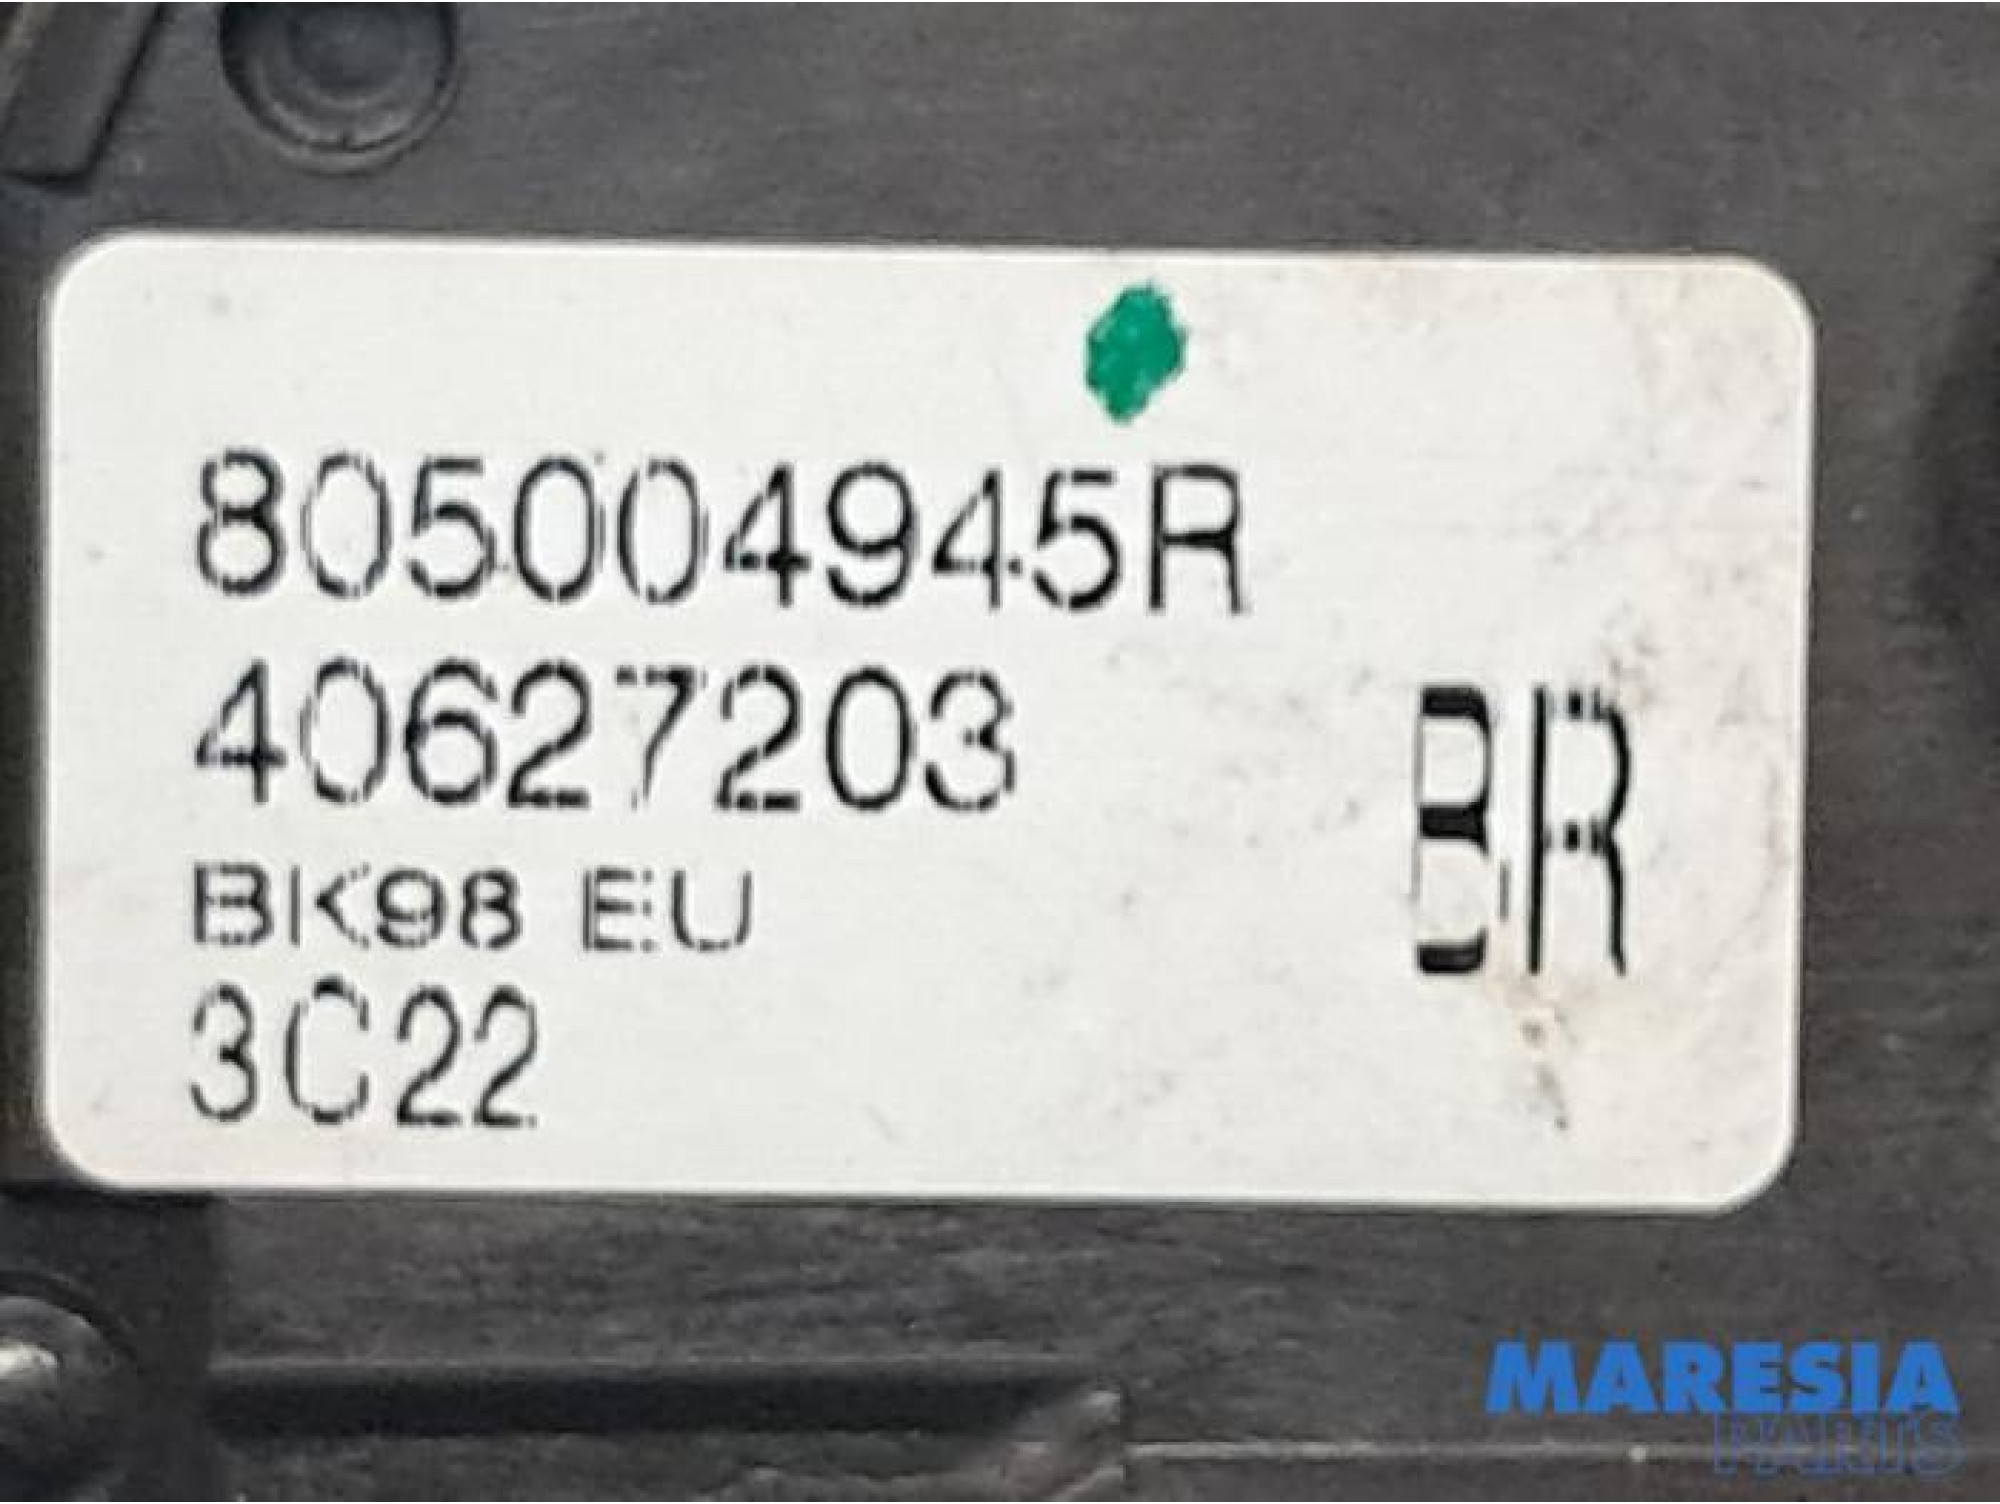 805004945R
40627203
BK98 EU
3C22
BR
MARESIA
PARTS